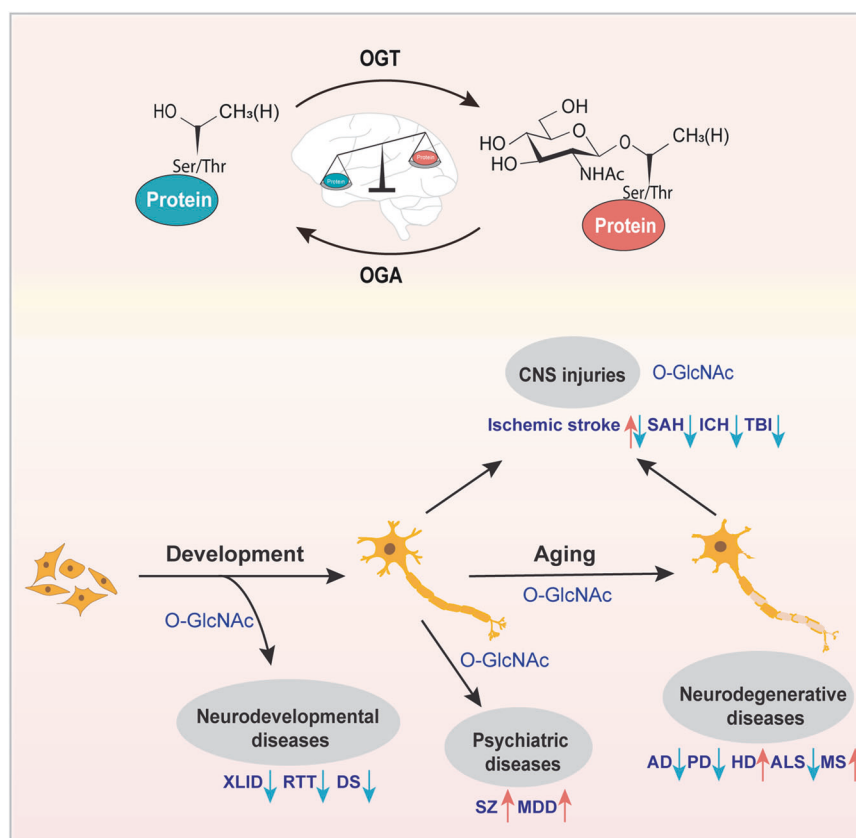 OGT
HO
CH₃(H)
Ser/Thr
Protein
Protein
Protein
OH
HO
HO
O
O
NHAc
CH₃(H)
Ser/Thr
Protein
OGA
CNS injuries
O-GlcNAc
Ischemic stroke SAH ICH TBI
Development
Aging
O-GlcNAc
O-GlcNAc
O-GlcNAc
Neurodevelopmental
diseases
XLID RTT DS
Psychiatric
diseases
SZ MDD
Neurodegenerative
diseases
AD PD HD ALS MS